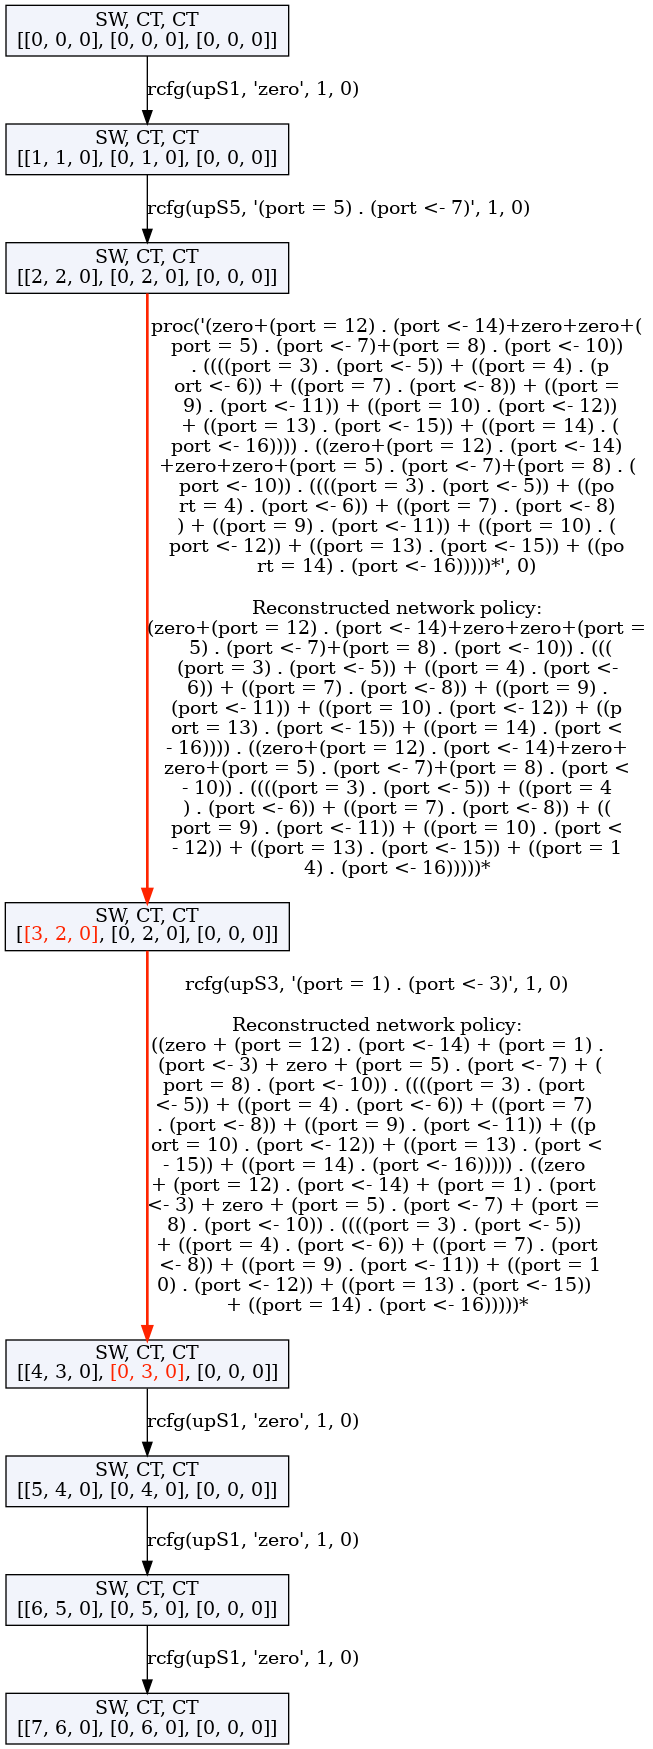 SW, CT, CT
[[0, 0, 0], [0, 0, 0], [0, 0, 0]]
rcfg(upS1, 'zero', 1, 0)
SW, CT, CT
[[1, 1, 0], [0, 1, 0], [0, 0, 0]]
rcfg(upS5, '(port = 5) . (port <- 7)', 1, 0)
SW, CT, CT
[[2, 2, 0], [0, 2, 0], [0, 0, 0]]
proc('(zero+(port = 12) . (port <- 14)+zero+zero+(
port = 5) . (port <- 7)+(port = 8) . (port <- 10))
. ((((port = 3) . (port <- 5)) + ((port = 4) . (p
ort <- 6)) + ((port = 7) . (port <- 8)) + ((port =
9) . (port <- 11)) + ((port = 10) . (port <- 12))
+ ((port = 13) . (port <- 15)) + ((port = 14) . (
port <- 16)))) . ((zero+(port = 12) . (port <- 14)
+zero+zero+(port = 5) . (port <- 7)+(port = 8) . (
port <- 10)) . ((((port = 3) . (port <- 5)) + ((po
rt = 4) . (port <- 6)) + ((port = 7) . (port <- 8)
) + ((port = 9) . (port <- 11)) + ((port = 10) . (
port <- 12)) + ((port = 13) . (port <- 15)) + ((po
rt = 14) . (port <- 16)))))*', 0)
Reconstructed network policy:
(zero+(port = 12) . (port <- 14)+zero+zero+(port =
5) . (port <- 7)+(port = 8) . (port <- 10)) . (((
(port = 3) . (port <- 5)) + ((port = 4) . (port <-
6)) + ((port = 7) . (port <- 8)) + ((port = 9) .
(port <- 11)) + ((port = 10) . (port <- 12)) + ((p
ort = 13) . (port <- 15)) + ((port = 14) . (port <
- 16)))) . ((zero+(port = 12) . (port <- 14)+zero+
zero+(port = 5) . (port <- 7)+(port = 8) . (port <
- 10)) . ((((port = 3) . (port <- 5)) + ((port = 4
) . (port <- 6)) + ((port = 7) . (port <- 8)) + ((
port = 9) . (port <- 11)) + ((port = 10) . (port <
- 12)) + ((port = 13) . (port <- 15)) + ((port = 1
4) . (port <- 16)))))*
SW, CT, CT
[[3, 2, 0], [0, 2, 0], [0, 0, 0]]
rcfg(upS3, '(port = 1) . (port <- 3)', 1, 0)
Reconstructed network policy:
((zero + (port = 12) . (port <- 14) + (port = 1) .
(port <- 3) + zero + (port = 5) . (port <- 7) + (
port = 8) . (port <- 10)) . ((((port = 3) . (port
<- 5)) + ((port = 4) . (port <- 6)) + ((port = 7)
. (port <- 8)) + ((port = 9) . (port <- 11)) + ((p
ort = 10) . (port <- 12)) + ((port = 13) . (port <
- 15)) + ((port = 14) . (port <- 16))))) . ((zero
+ (port = 12) . (port <- 14) + (port = 1) . (port
<- 3) + zero + (port = 5) . (port <- 7) + (port =
8) . (port <- 10)) . ((((port = 3) . (port <- 5))
+ ((port = 4) . (port <- 6)) + ((port = 7) . (port
<- 8)) + ((port = 9) . (port <- 11)) + ((port = 1
0) . (port <- 12)) + ((port = 13) . (port <- 15))
+ ((port = 14) . (port <- 16)))))*
SW, CT, CT
[[4, 3, 0], [0, 3, 0], [0, 0, 0]]
rcfg(upS1, 'zero', 1, 0)
SW, CT, CT
[[5, 4, 0], [0, 4, 0], [0, 0, 0]]
rcfg(upS1, 'zero', 1, 0)
SW, CT, CT
[[6, 5, 0], [0, 5, 0], [0, 0, 0]]
rcfg(upS1, 'zero', 1, 0)
SW, CT, CT
[[7, 6, 0], [0, 6, 0], [0, 0, 0]]